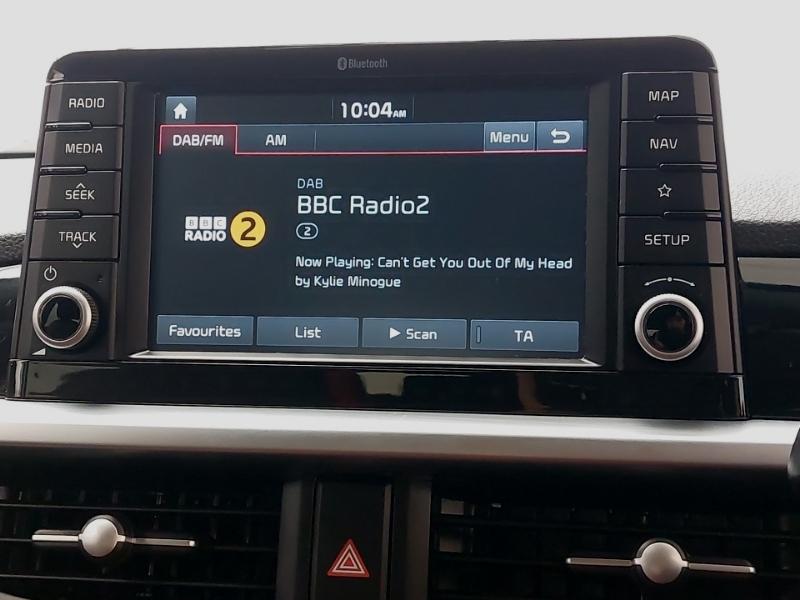 Bluetooth
RADIO
MEDIA
SEEK
TRACK
10:04AM
DAB/FM AM Menu
DAB
BBC Radio2
2
BBC
RADIO 2
Now Playing: Can't Get You Out Of My Head
by Kylie Minogue
Favourites List Scan TA
MAP
NAV
SETUP